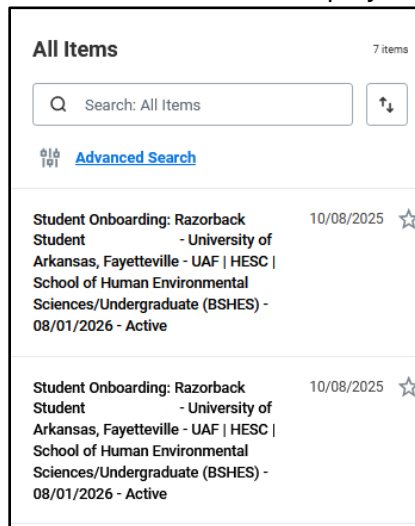 All Items
7 items
Search: All Items
Advanced Search
Student Onboarding: Razorback 10/08/2025
Student - University of
Arkansas, Fayetteville - UAF | HESC |
School of Human Environmental
Sciences/Undergraduate (BSHES) -
08/01/2026 - Active
Student Onboarding: Razorback 10/08/2025
Student - University of
Arkansas, Fayetteville - UAF | HESC |
School of Human Environmental
Sciences/Undergraduate (BSHES) -
08/01/2026 - Active